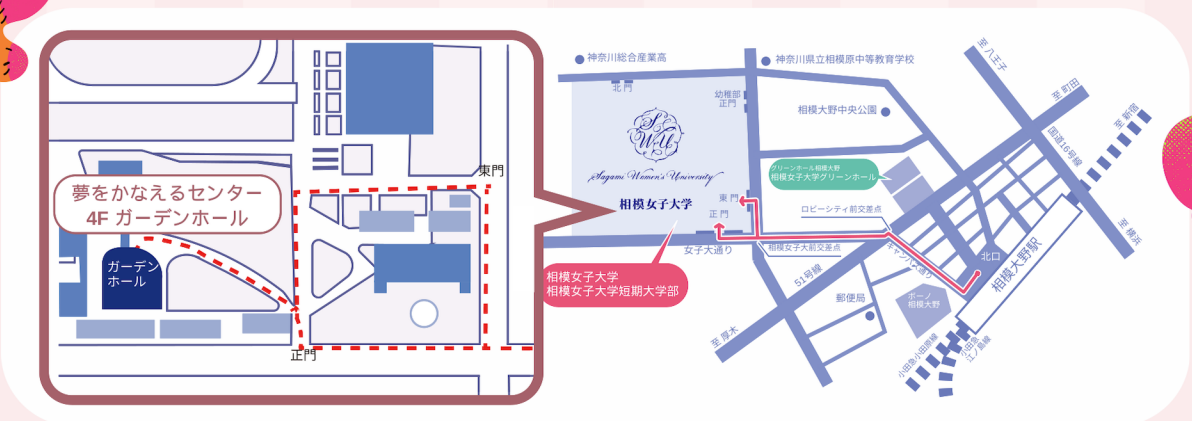 夢をかなえるセンター
4F ガーデンホール
ガーデン
ホール
正門
東門
神奈川総合産業高
神奈川県立相模原中等教育学校
北門
幼稚部
正門
相模大野中央公園
グリーンホール相模大野
相模女子大学グリーンホール
SWU
Sagami Women's University
相模女子大学
東門
正門
女子大通り
相模女子大前交差点
ロビーシティ前交差点
相模女子大学
相模女子大学短期大学部
51号線
郵便局
至厚木
至八王子
至町田
至新宿
国道16号線
至横浜
北口
相模大野駅
ボーノ
相模大野
小田急小田原線
小田急
江ノ島線